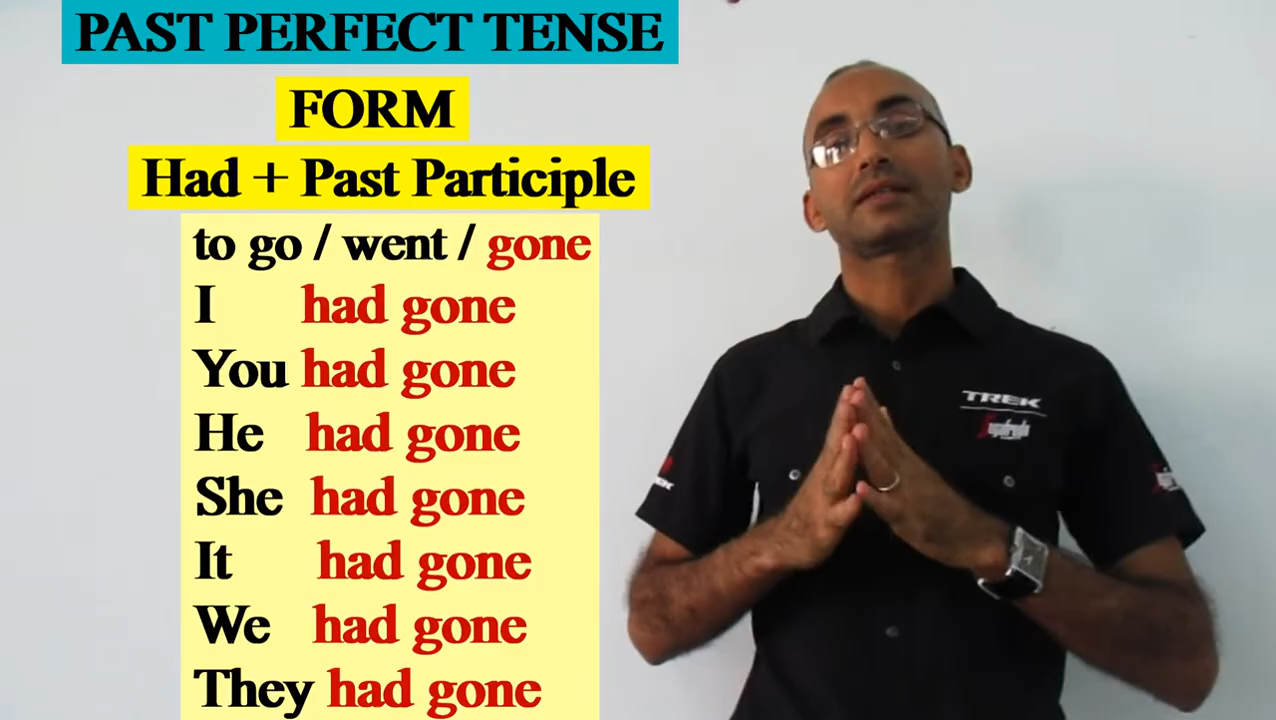 PAST PERFECT TENSE
FORM
Had + Past Participle
to go / went / gone
I had gone
You had gone
He had gone
She had gone
It had gone
We had gone
They had gone
TREK